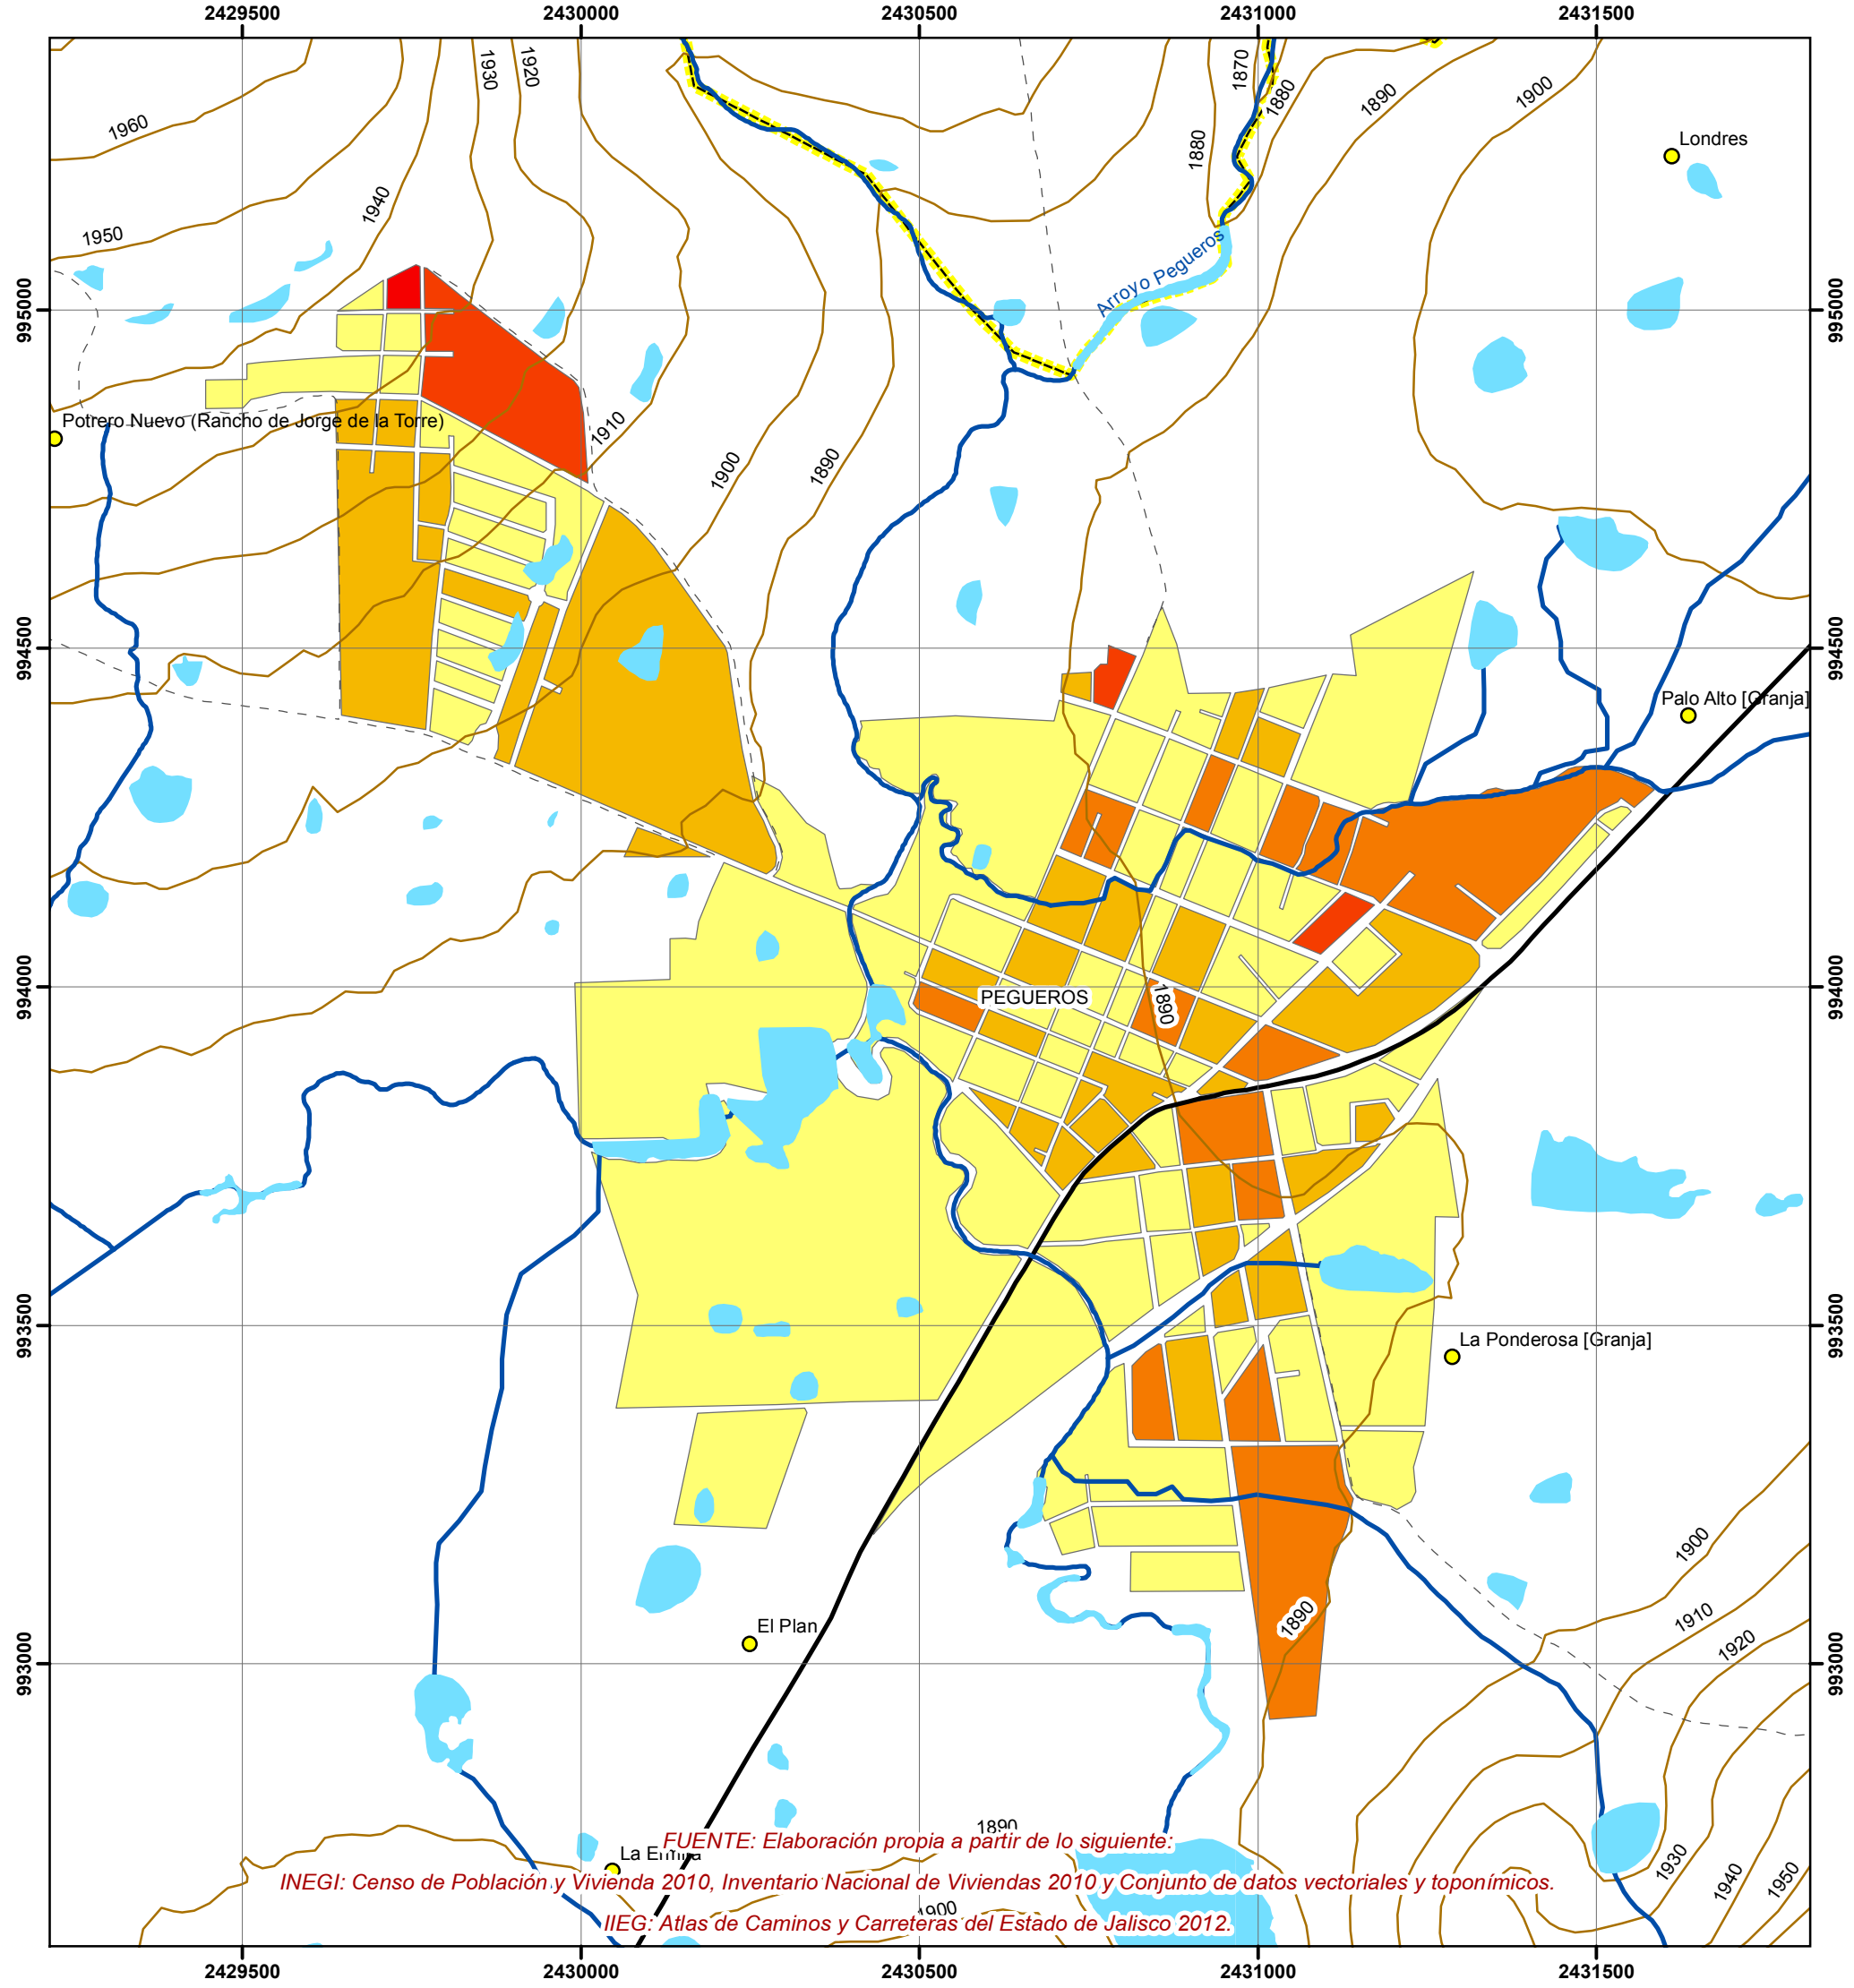 2429500 2430000 2430500 2431000 2431500
1930
1920
1870
1880
1890
1900
1960
1880
Londres
1940
1950
Arroyo Pegueros
995000
995000
Potrero Nuevo (Rancho de Jorge de la Torre)
1910
1900
1890
994500
994500
Palo Alto [Granja]
PEGUEROS
1890
994000
994000
993500
993500
La Ponderosa [Granja]
1900
1910
1920
1890
El Plan
993000
993000
1890
FUENTE: Elaboración propia a partir de lo siguiente:
La
1930
1940
1950
INEGI: Censo de Población y Vivienda 2010, Inventario Nacional de Viviendas 2010 y Conjunto de datos vectoriales y toponímicos.
1900
IIEG: Atlas de Caminos y Carreteras del Estado de Jalisco 2012.
2429500 2430000 2430500 2431000 2431500